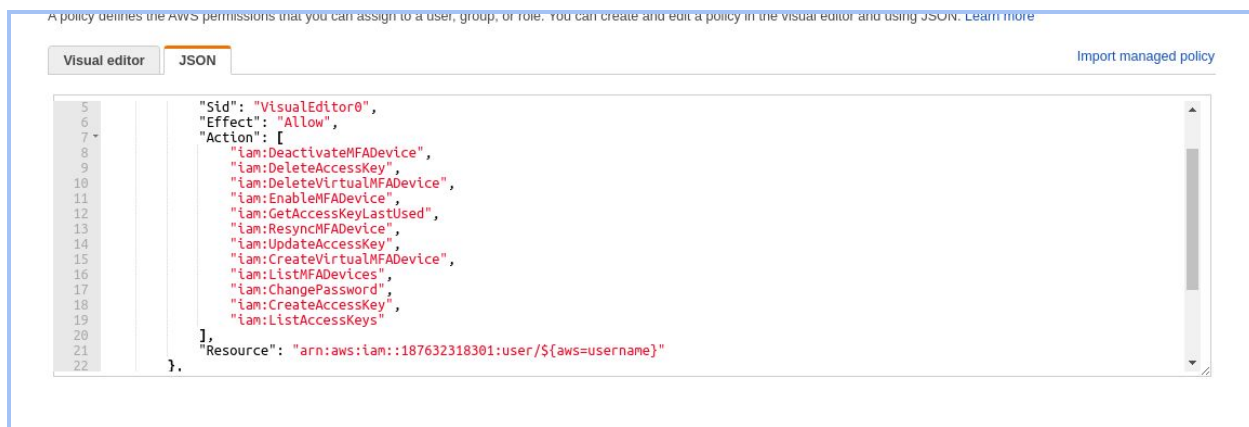 A policy defines the AWS permissions that you can assign to a user, group, or role. You can create and edit a policy in the visual editor and using JSON. Learn more
Visual editor JSON Import managed policy
5 "Sid": "VisualEditor0",
6 "Effect": "Allow",
7 "Action": [
8 "iam:DeactivateMFADevice",
9 "iam:DeleteAccessKey",
10 "iam:DeleteVirtualMFADevice",
11 "iam:EnableMFADevice",
12 "iam:GetAccessKeyLastUsed",
13 "iam:ResyncMFADevice",
14 "iam:UpdateAccessKey",
15 "iam:CreateVirtualMFADevice",
16 "iam:ListMFADevices",
17 "iam:ChangePassword",
18 "iam:CreateAccessKey",
19 "iam:ListAccessKeys"
20 ],
21 "Resource": "arn:aws:iam::187632318301:user/${aws=username}"
22 },